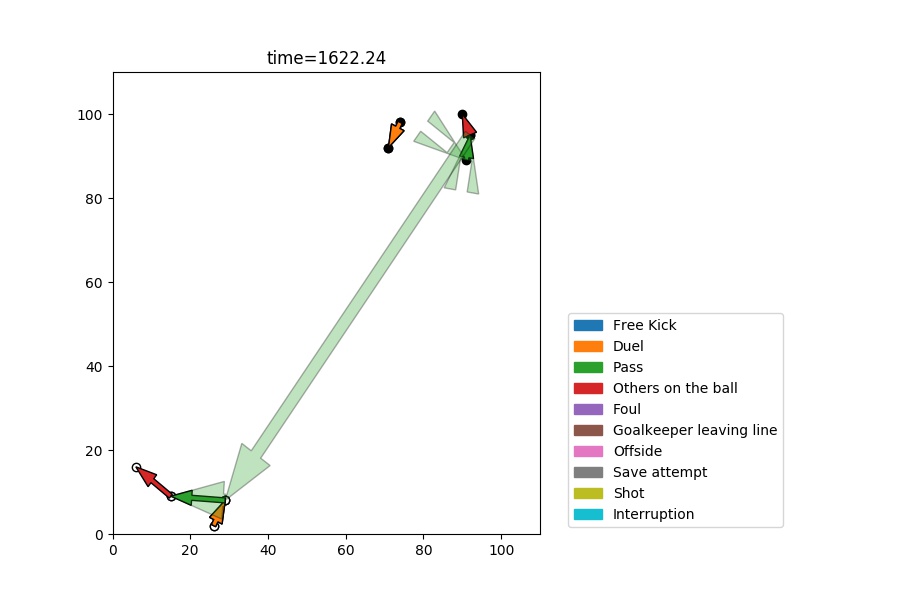 time=1622.24
100
80
60
40
20
0
0 20 40 60 80 100
Free Kick
Duel
Pass
Others on the ball
Foul
Goalkeeper leaving line
Offside
Save attempt
Shot
Interruption